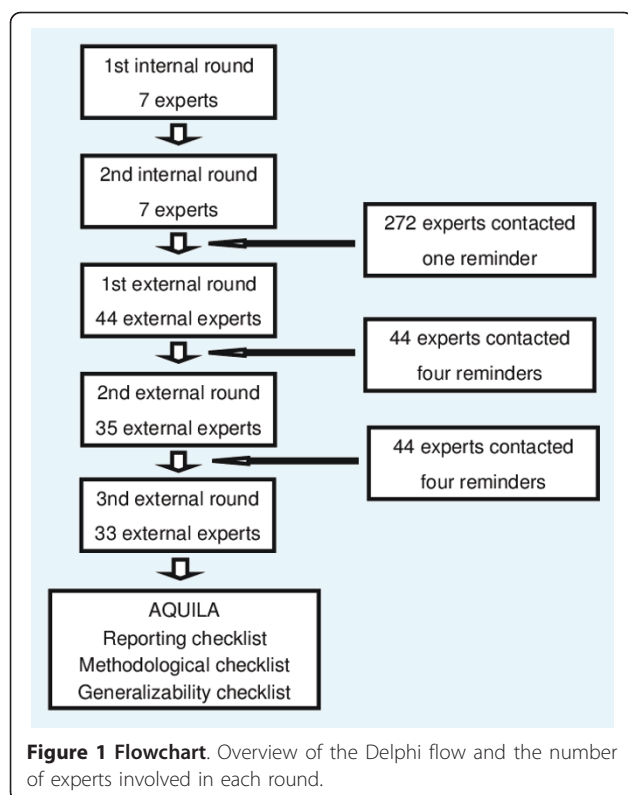 1st internal round
7 experts
2nd internal round
7 experts
272 experts contacted
one reminder
1st external round
44 external experts
44 experts contacted
four reminders
2nd external round
35 external experts
44 experts contacted
four reminders
3nd external round
33 external experts
AQUILA
Reporting checklist
Methodological checklist
Generalizability checklist
Figure 1 Flowchart. Overview of the Delphi flow and the number
of experts involved in each round.